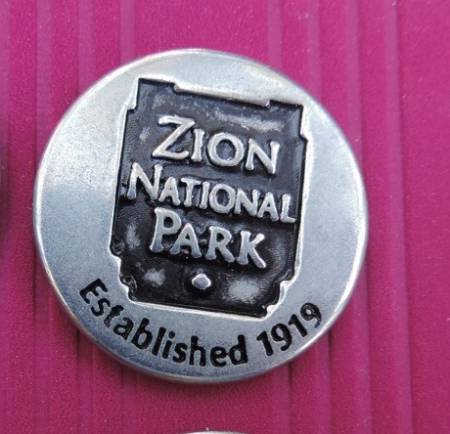 ZION
NATIONAL
PARK
Established 1919